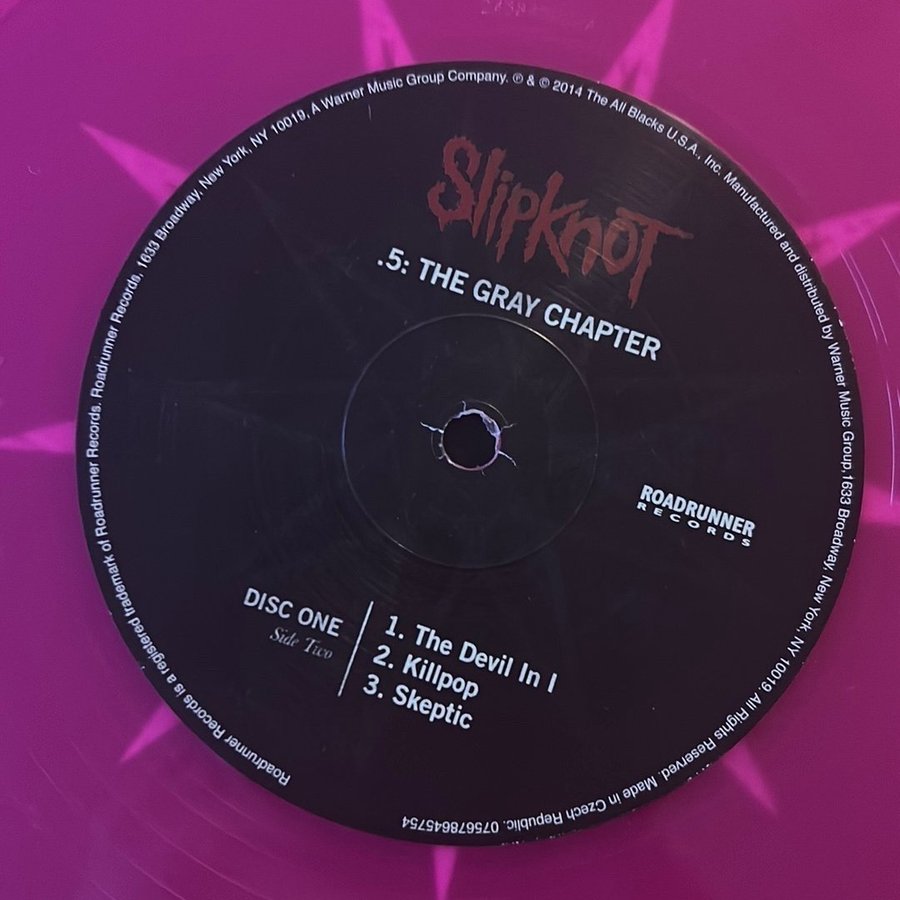 Slipknot
.5: THE GRAY CHAPTER
ROADRUNNER
RECORDS
DISC ONE
Side Two
1. The Devil In I
2. Killpop
3. Skeptic
Roadrunner Records is a registered trademark of Roadrunner Records. Roadrunner Records, 1633 Broadway, New York, NY 10019, A Warner Music Group Company. ℗ & © 2014 The All Blacks U.S.A., Inc. Manufactured and distributed by Warner Music Group,1633 Broadway, New York, NY 10019. All Rights Reserved. Made in Czech Republic. 075678645754